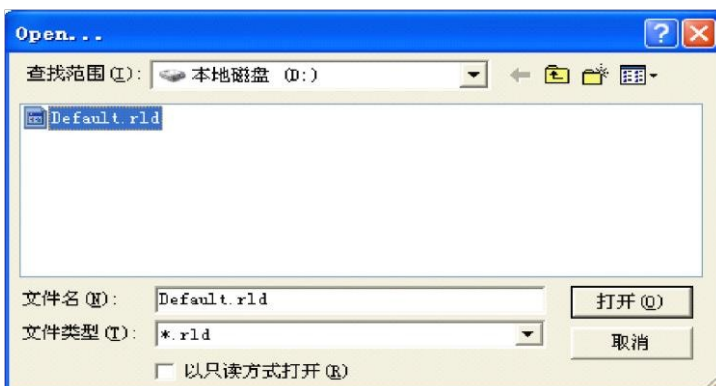 Open...
查找范围(I): 本地磁盘 (D:)
Default.rld
文件名(N): Default.rld 打开(O)
文件类型(T): *.rld 取消
以只读方式打开(R)